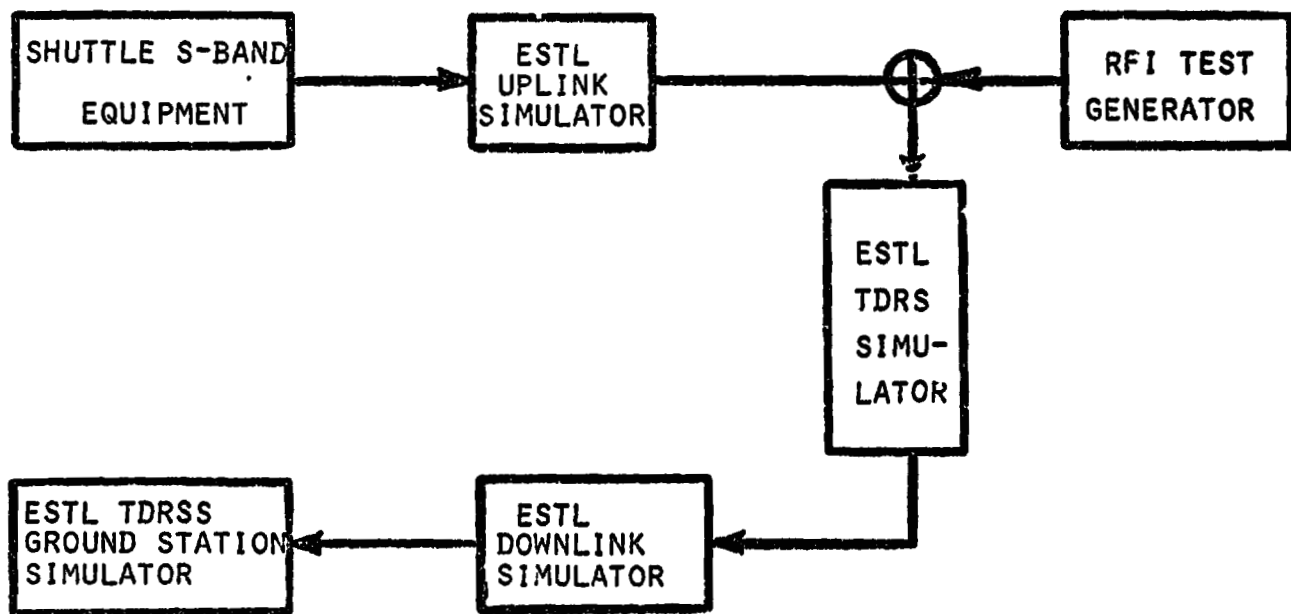 SHUTTLE S-BAND
EQUIPMENT
ESTL
UPLINK
SIMULATOR
RFI TEST
GENERATOR
ESTL
TDRS
SIMU-
LATOR
ESTL TDRSS
GROUND STATION
SIMULATOR
ESTL
DOWNLINK
SIMULATOR